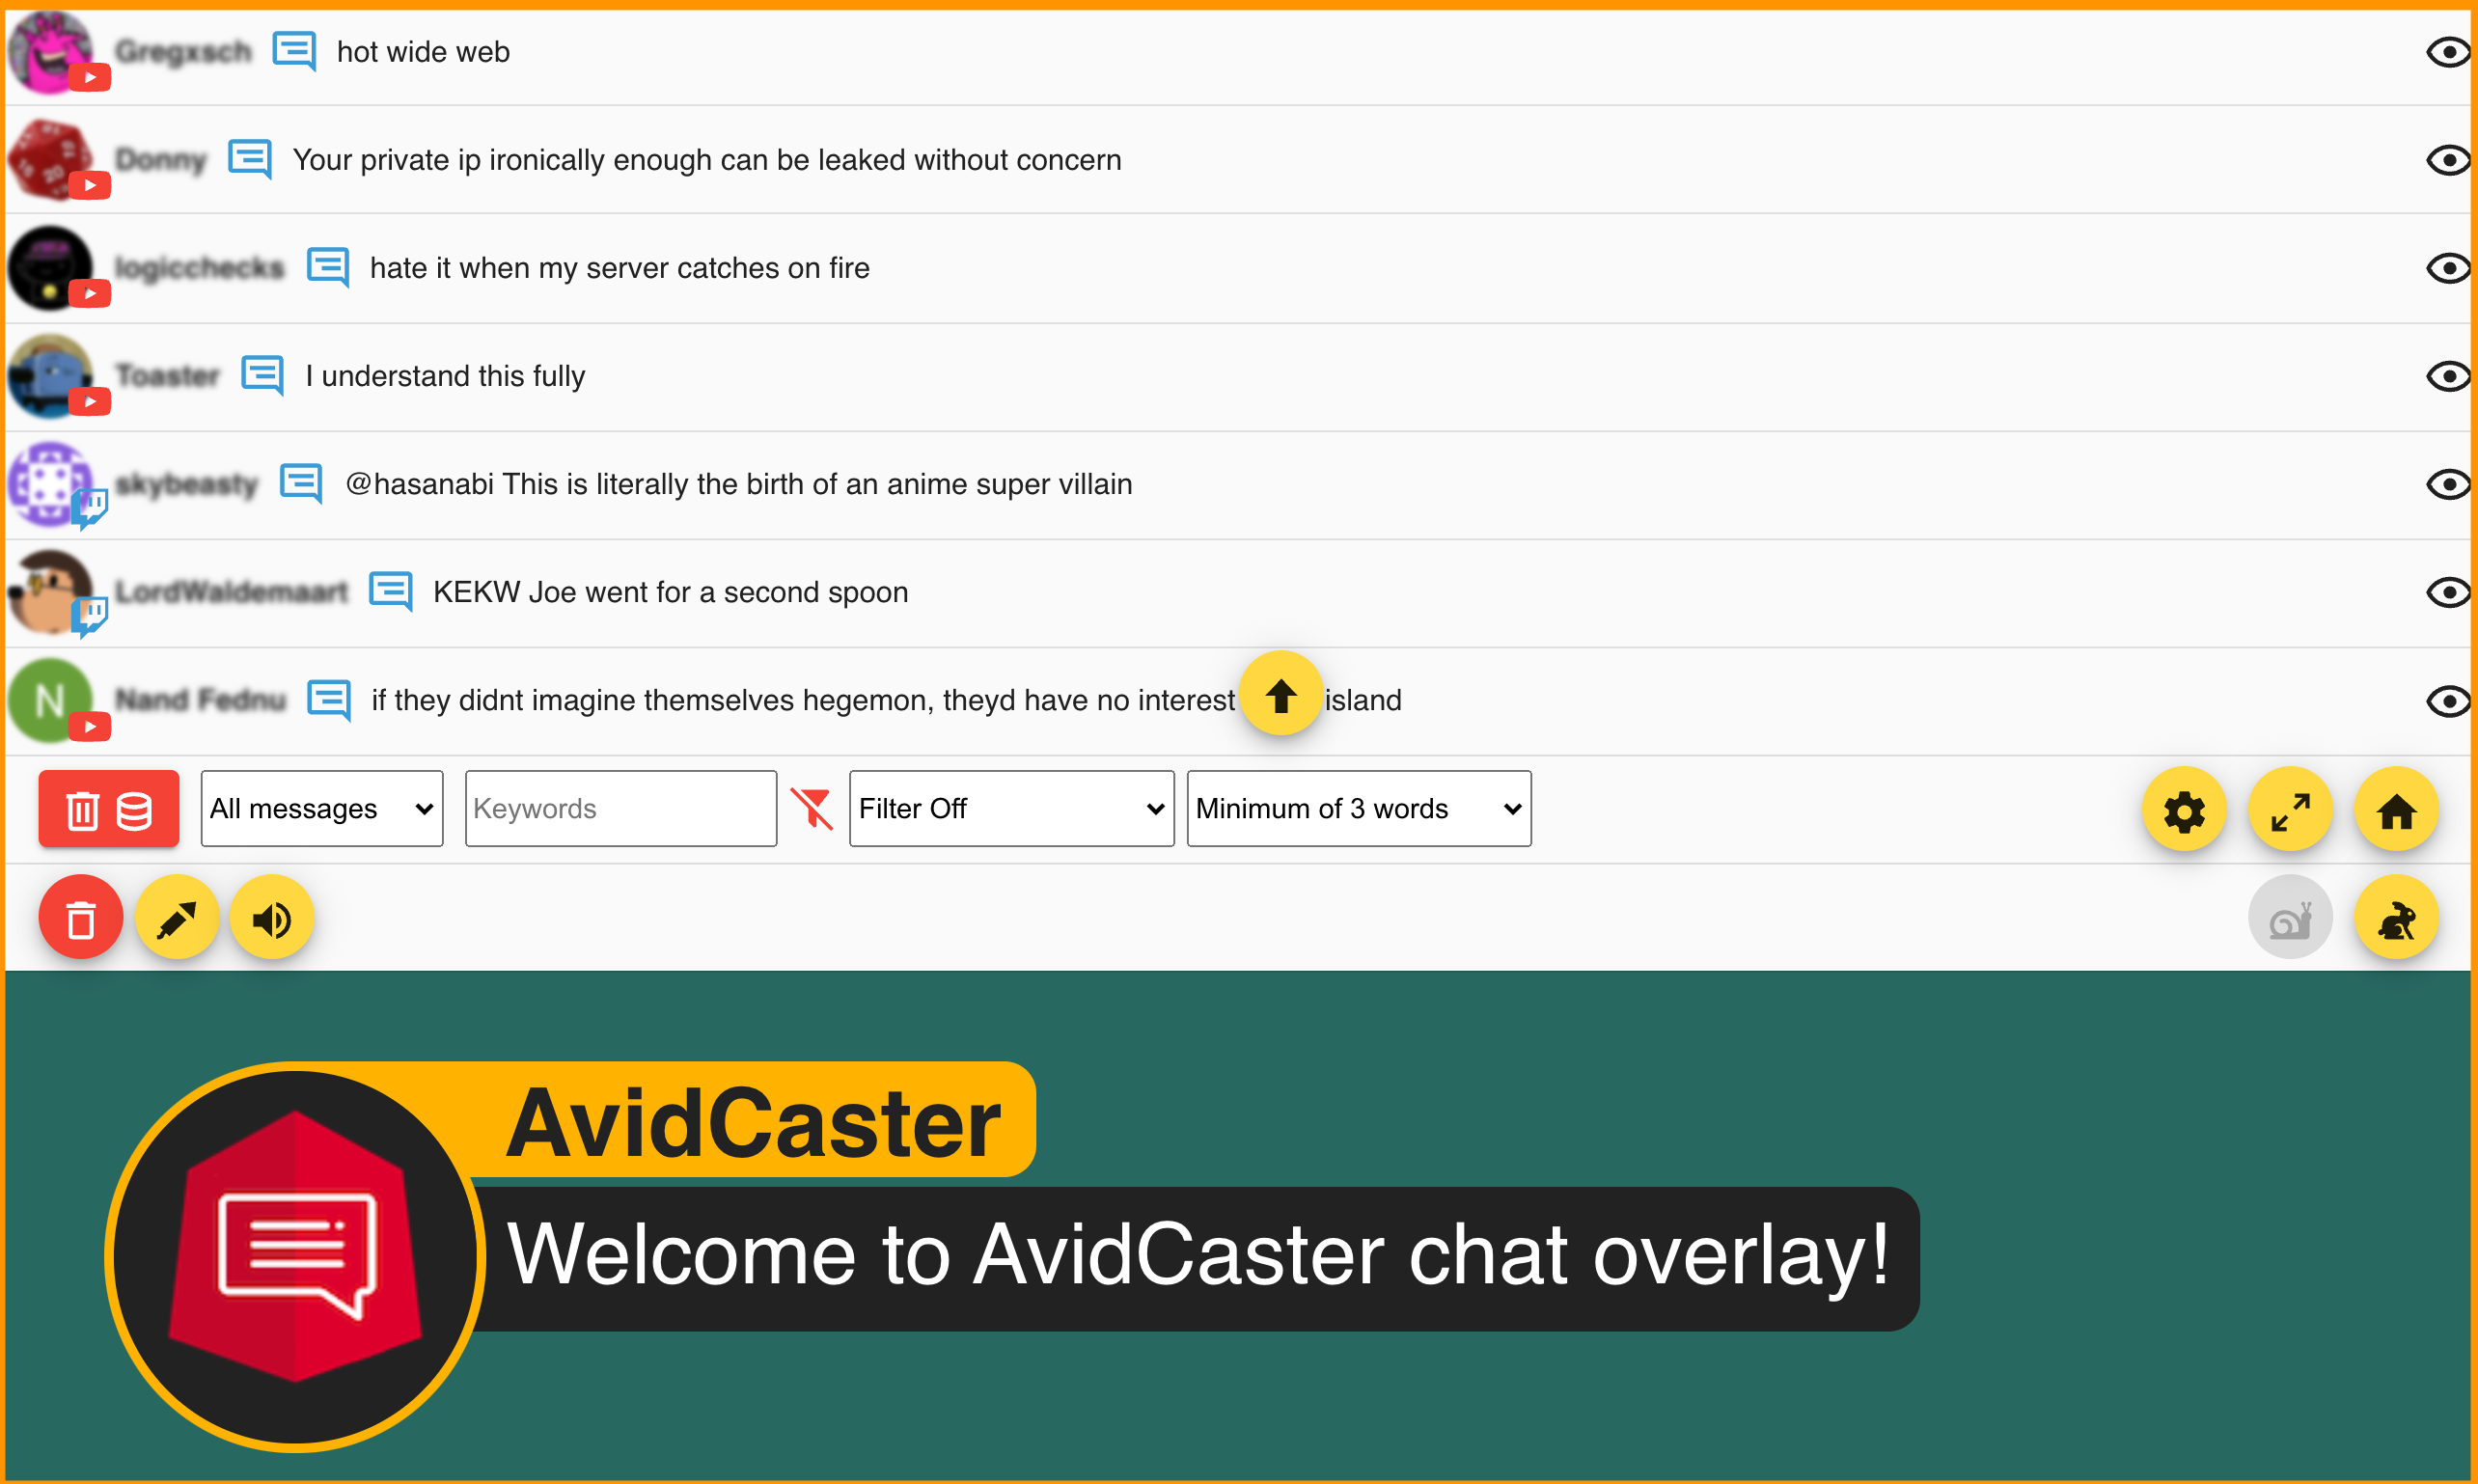 Gregxsch hot wide web
Donny Your private ip ironically enough can be leaked without concern
logicchecks hate it when my server catches on fire
Toaster I understand this fully
skybeasty @hasanabi This is literally the birth of an anime super villain
LordWaldemaart KEKW Joe went for a second spoon
N Nand Fednu if they didnt imagine themselves hegemon, theyd have no interest island
All messages Keywords Filter Off Minimum of 3 words
AvidCaster
Welcome to AvidCaster chat overlay!